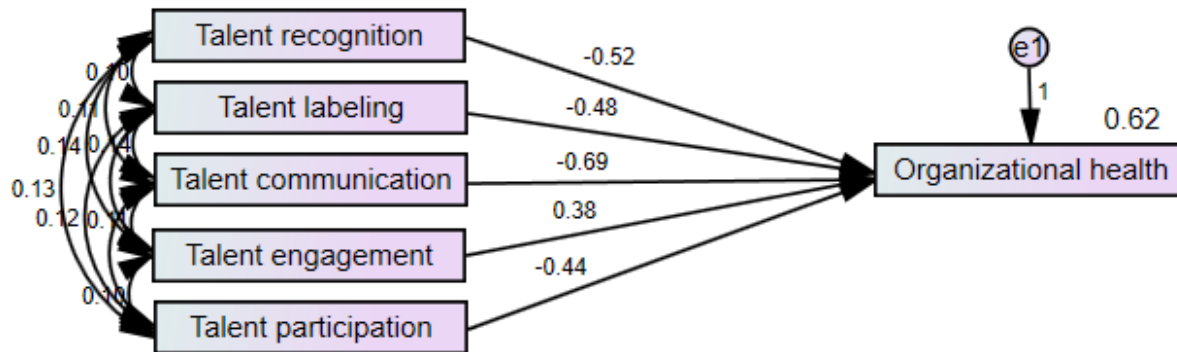 Talent recognition
-0.52
e1
0.10
1
0.62
0.11
Talent labeling
-0.48
0.14
Talent communication
-0.69
Organizational health
0.13
0.12
0.38
Talent engagement
-0.44
0.10
Talent participation